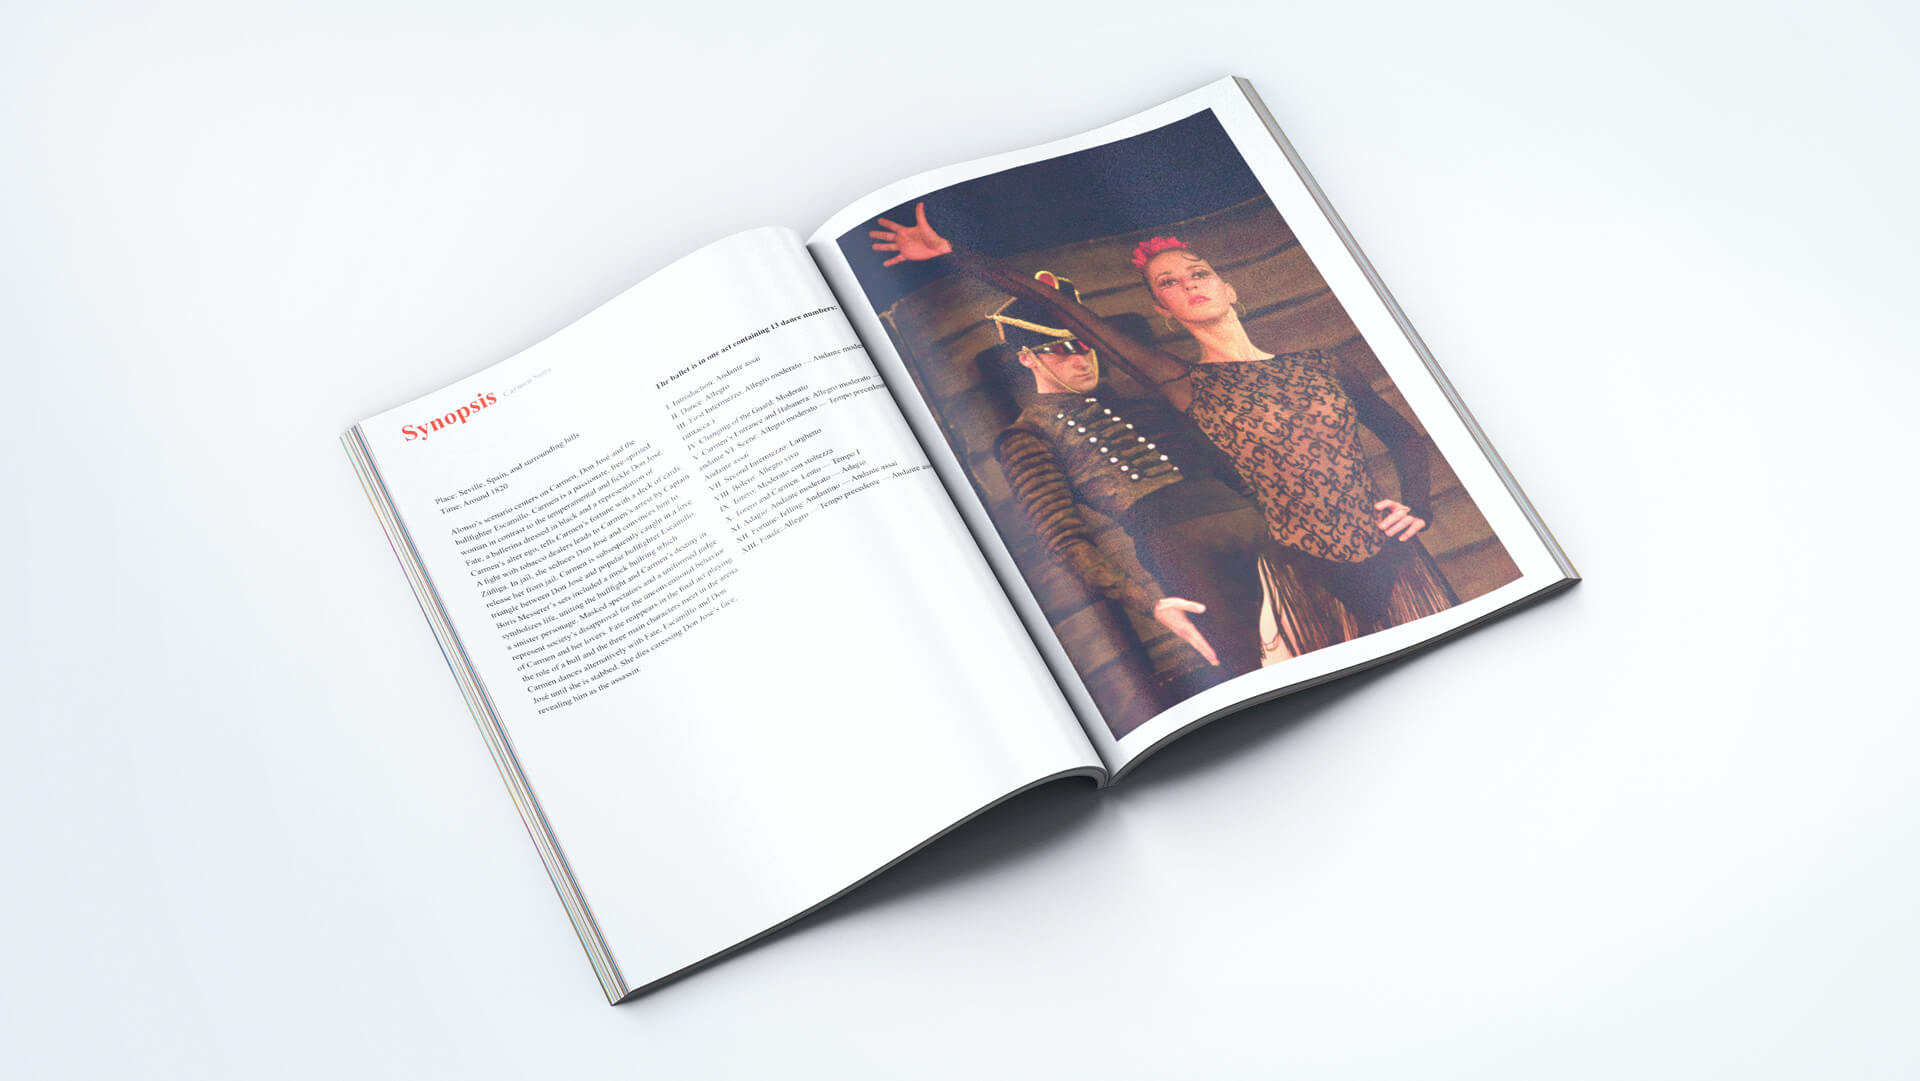 Synopsis Carmen Suita
Place: Seville, Spain, and surrounding hills
Time: Around 1820
Alonso's scenario centers on Carmen, Don José and the
bullfighter Escamillo. Carmen is a passionate, free-spirited
woman in contrast to the temperamental and fickle Don José.
Fate, a ballerina dressed in black and a representation of
Carmen's alter ego, tells Carmen's fortune with a deck of cards.
A fight with tobacco dealers leads to Carmen's arrest by Captain
Zúñiga. In jail, she seduces Don José and convinces him to
release her from jail. Carmen is subsequently caught in a love
triangle between Don José and popular bullfighter Escamillo.
Boris Messerer's sets included a mock bullring which
symbolizes life, uniting the bullfight and Carmen's destiny in
a sinister personage. Masked spectators and a uniformed judge
represent society's disapproval for the unconventional behavior
of Carmen and her lovers. Fate reappears in the final act playing
the role of a bull and the three main characters meet in the arena.
Carmen dances alternatively with Fate, Escamillo and Don
José until she is stabbed. She dies caressing Don José's face,
revealing him as the assassin.
The ballet is in one act containing 13 dance numbers:
I. Introduction: Andante assai
II. Dance: Allegro
III. First Intermezzo: Allegro moderato — Andante mode
(attacca )
IV. Changing of the Guard: Moderato
V. Carmen's Entrance and Habanera: Allegro moderato —
andante VI. Scene: Allegro moderato — Tempo precedent
Andante assai
VII. Second Intermezzo: Larghetto
VIII. Bolero: Allegro vivo
IX. Torero: Moderato con stoltezza
X. Torero and Carmen: Lento — Tempo I
XI. Adagio: Andante moderato — Adagio
XII. Fortune-Telling: Andantino — Andante assai
XIII. Finale: Allegro — Tempo precedente — Andante ass